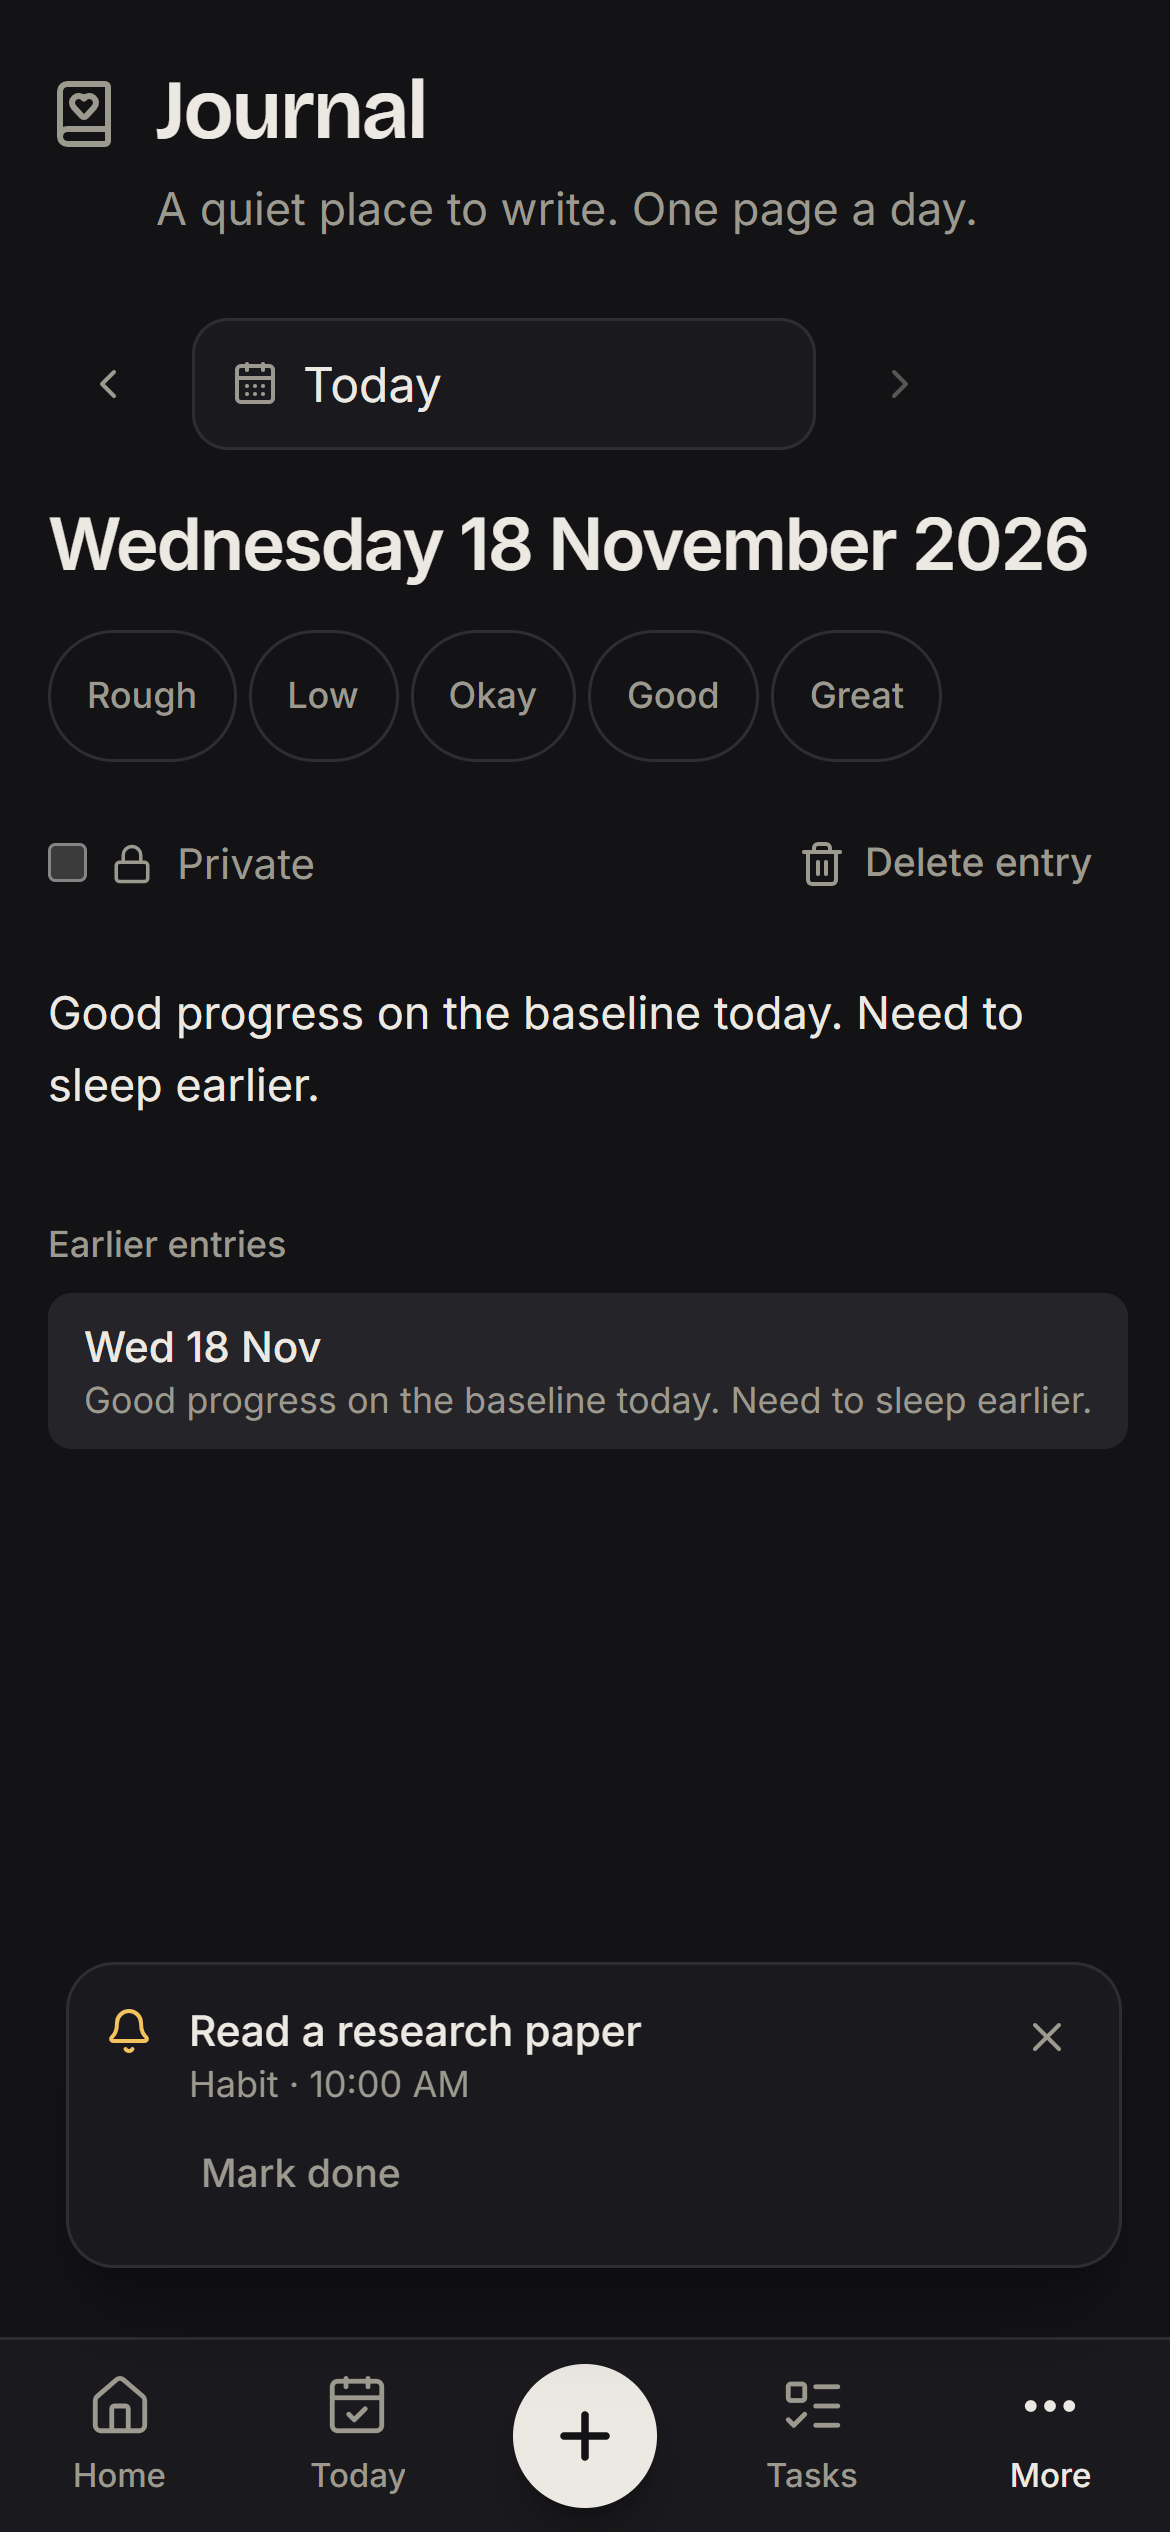 Journal
A quiet place to write. One page a day.
Today
Wednesday 18 November 2026
Rough Low Okay Good Great
Private Delete entry
Good progress on the baseline today. Need to
sleep earlier.
Earlier entries
Wed 18 Nov
Good progress on the baseline today. Need to sleep earlier.
Read a research paper
Habit · 10:00 AM
Mark done
Home Today Tasks More